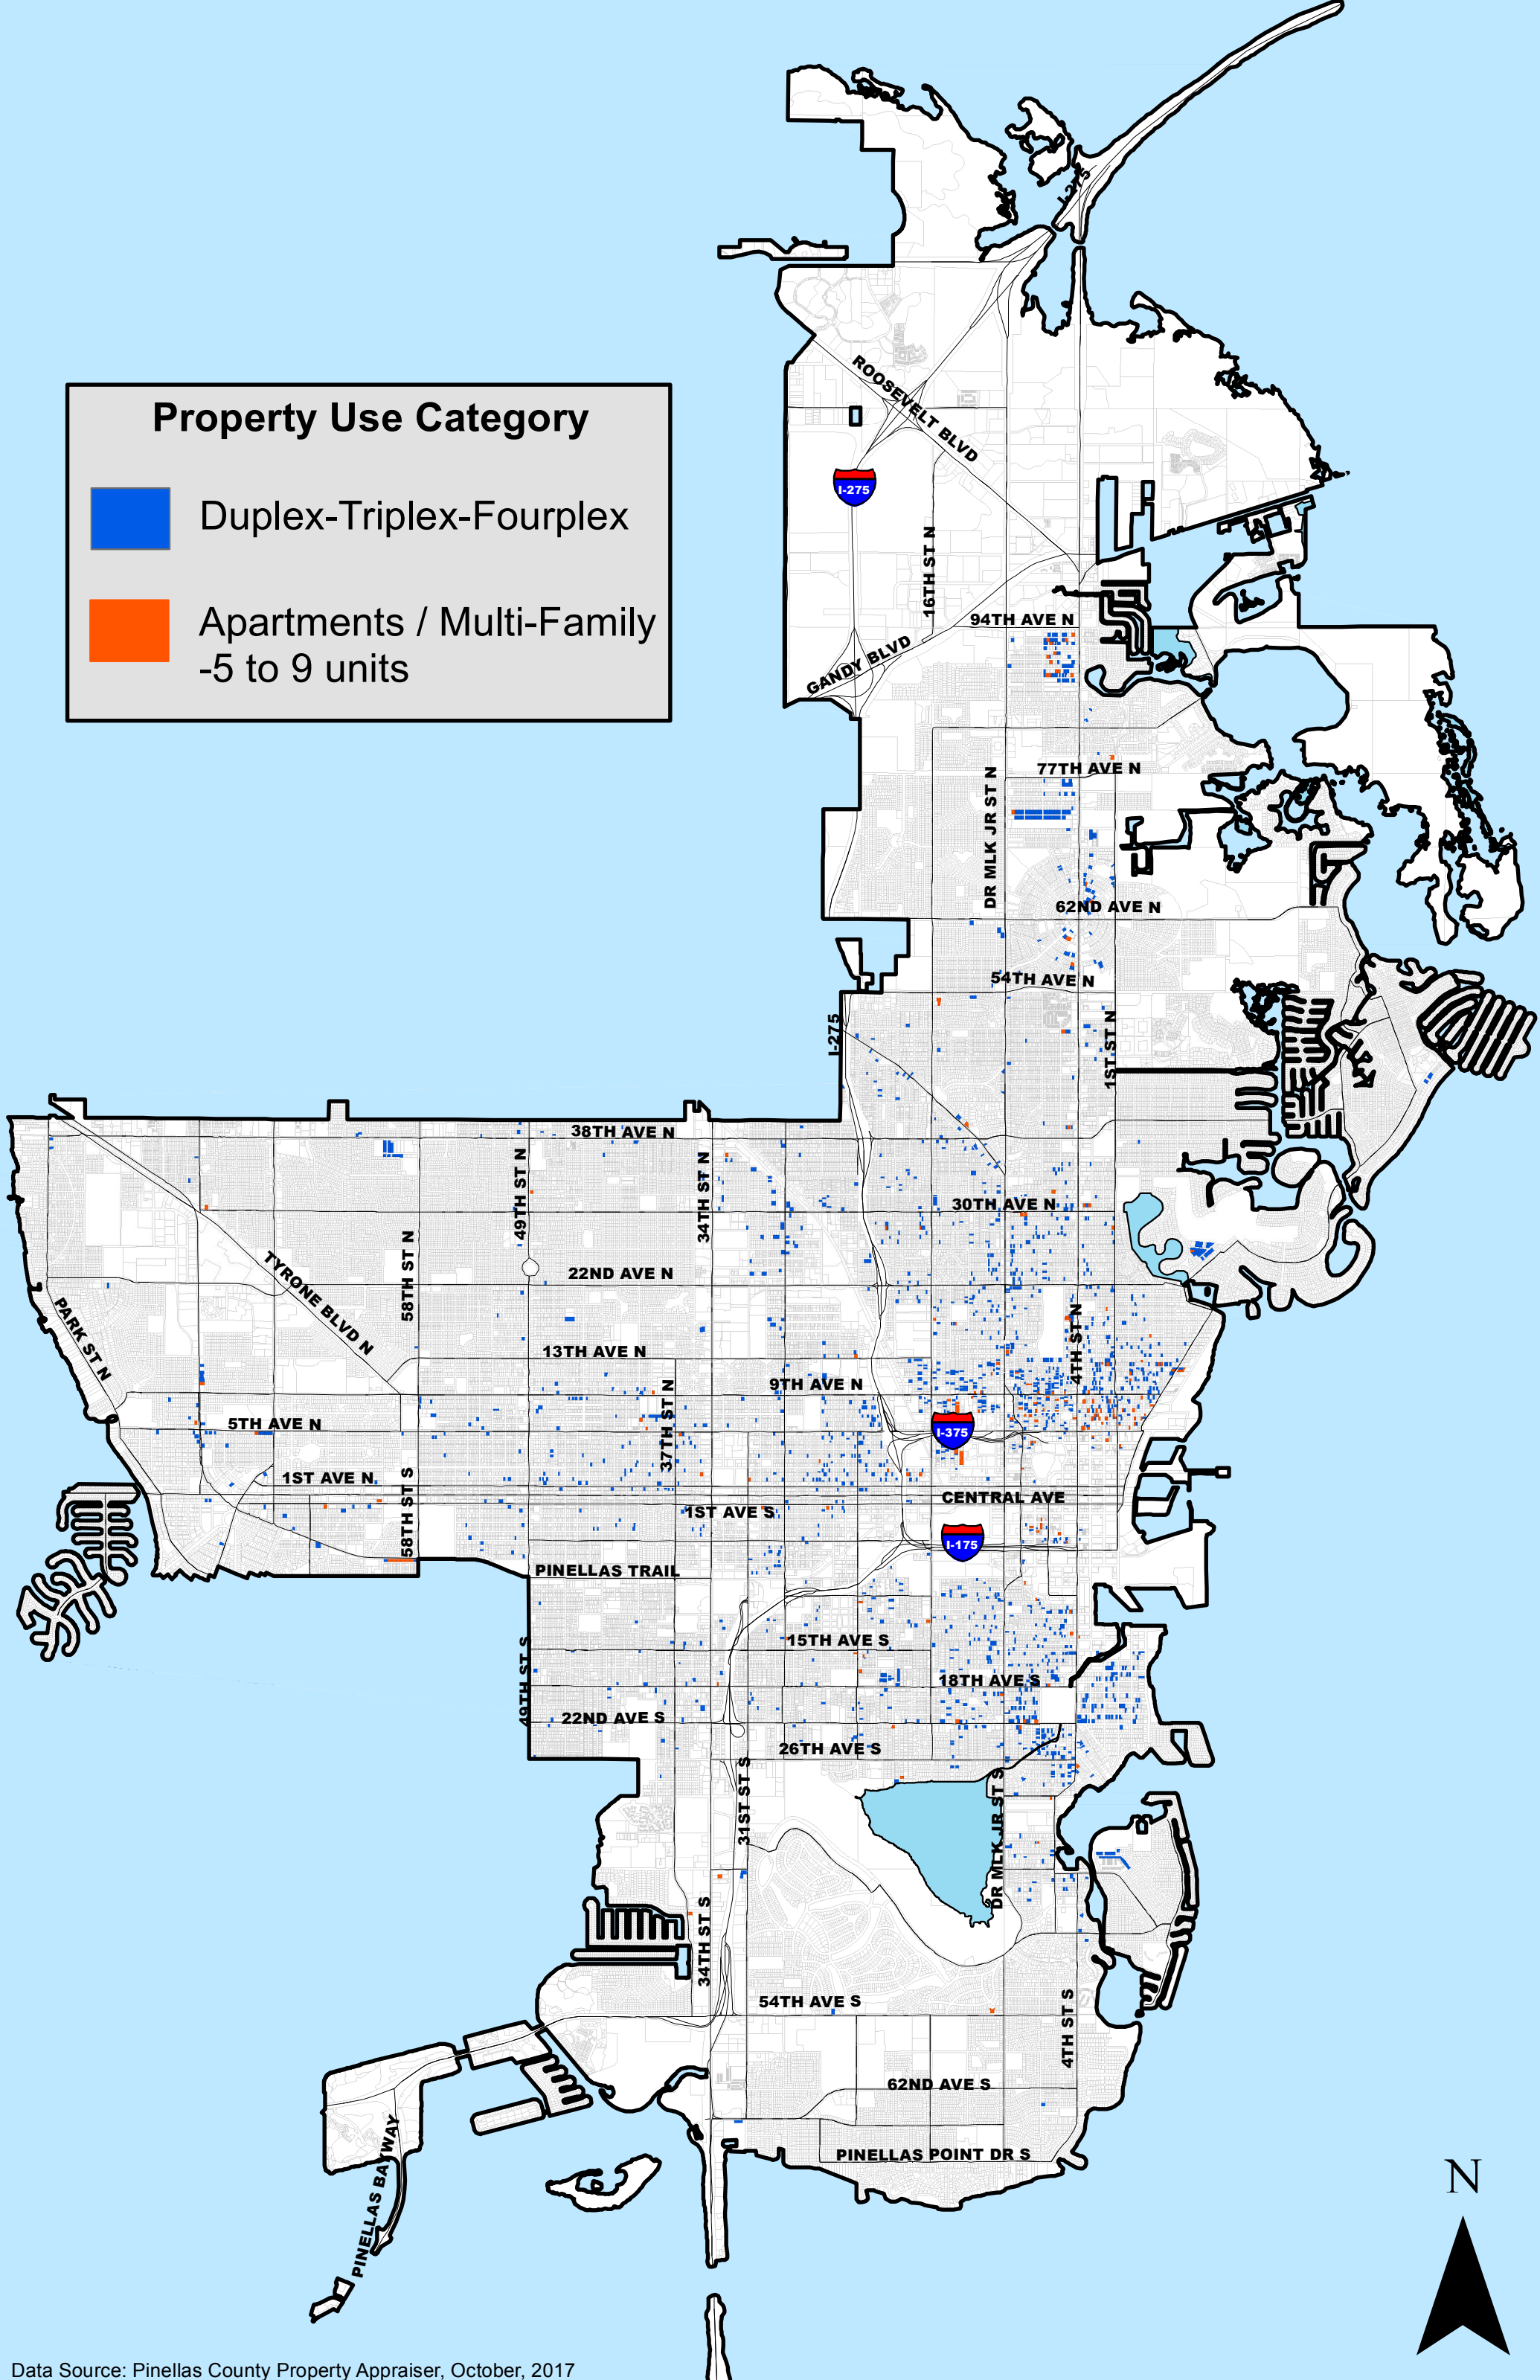 I-275
Property Use Category
Duplex-Triplex-Fourplex
Apartments / Multi-Family
-5 to 9 units
ROOSEVELT BLVD
I-275
16TH ST N
94TH AVE N
GANDY BLVD
77TH AVE N
DR MLK JR ST N
62ND AVE N
54TH AVE N
I-275
1ST ST N
38TH AVE N
49TH ST N
34TH ST N
30TH AVE N
58TH ST N
TYRONE BLVD N
22ND AVE N
PARK ST N
4TH ST N
13TH AVE N
9TH AVE N
37TH ST N
5TH AVE N
I-375
1ST AVE N
58TH ST S
CENTRAL AVE
1ST AVE S
I-175
PINELLAS TRAIL
15TH AVE S
49TH ST S
18TH AVE S
22ND AVE S
26TH AVE S
31ST ST S
DR MLK JR ST S
34TH ST S
54TH AVE S
4TH ST S
62ND AVE S
PINELLAS POINT DR S
PINELLAS BAYWAY
N
Data Source: Pinellas County Property Appraiser, October, 2017